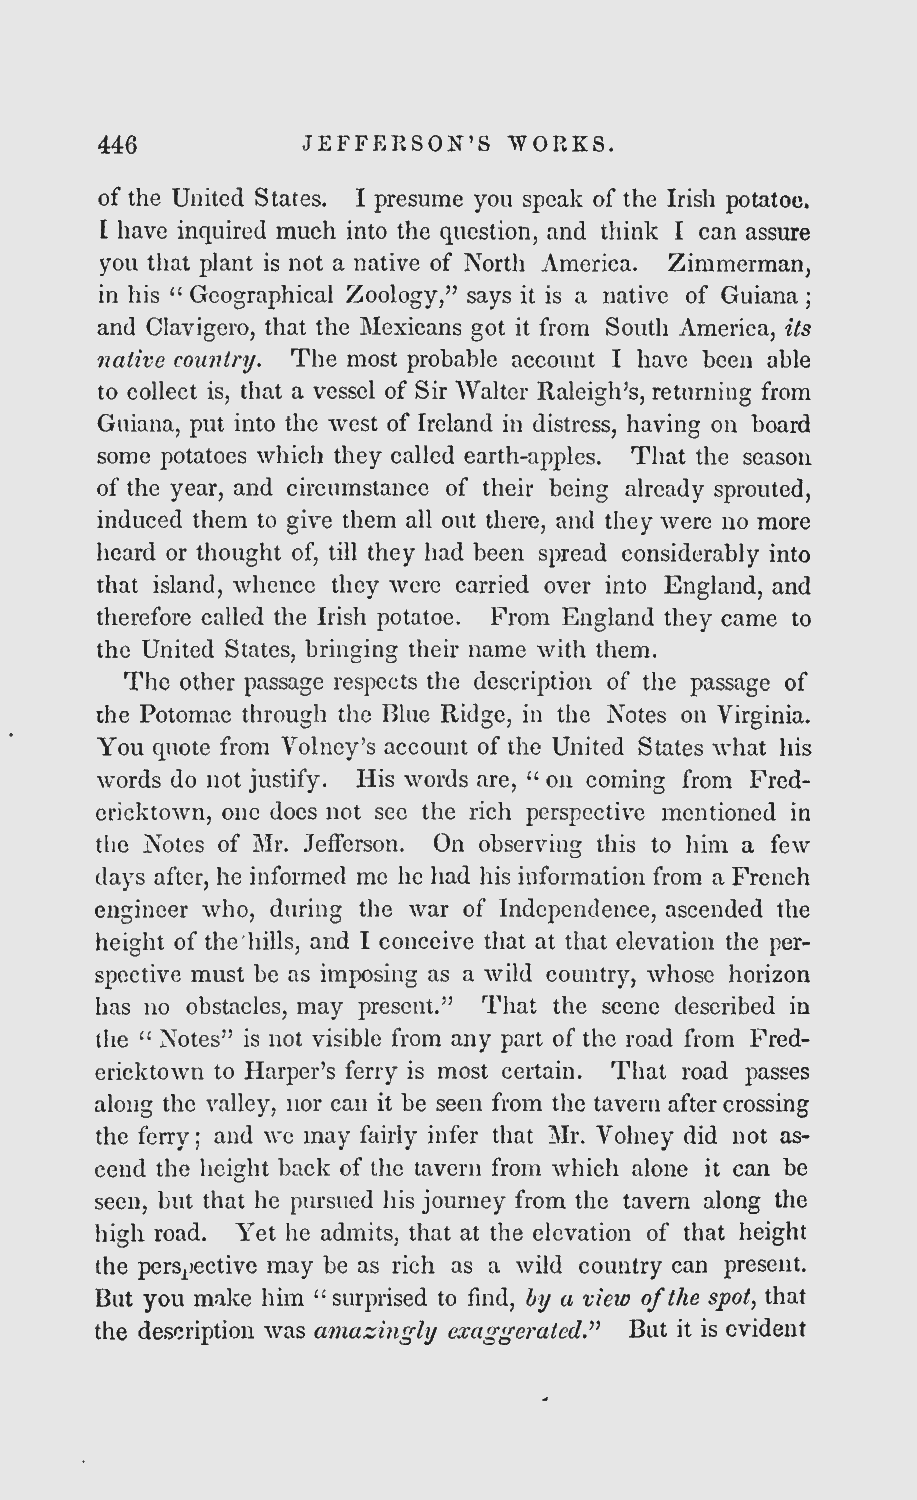 446 JEFFERSON'S WORKS.
of the United States. I presume you speak of the Irish potatoe.
I have inquired much into the question, and think I can assure
you that plant is not a native of North America. Zimmerman,
in his "Geographical Zoology," says it is a native of Guiana;
and Clavigero, that the Mexicans got it from South America, its
native country. The most probable account I have been able
to collect is, that a vessel of Sir Walter Raleigh's, returning from
Guiana, put into the west of Ireland in distress, having on board
some potatoes which they called earth-apples. That the season
of the year, and circumstance of their being already sprouted,
induced them to give them all out there, and they were no more
heard or thought of, till they had been spread considerably into
that island, whence they were carried over into England, and
therefore called the Irish potatoe. From England they came to
the United States, bringing their name with them.
The other passage respects the description of the passage of
the Potomac through the Blue Ridge, in the Notes on Virginia.
You quote from Volney's account of the United States what his
words do not justify. His words are, "on coming from Fred-
ericktown, one does not see the rich perspective mentioned in
the Notes of Mr. Jefferson. On observing this to him a few
days after, he informed me he had his information from a French
engineer who, during the war of Independence, ascended the
height of the hills, and I conceive that at that elevation the per-
spective must be as imposing as a wild country, whose horizon
has no obstacles, may present." That the scene described in
the "Notes" is not visible from any part of the road from Fred-
ericktown to Harper's ferry is most certain. That road passes
along the valley, nor can it be seen from the tavern after crossing
the ferry; and we may fairly infer that Mr. Volney did not as-
cend the height back of the tavern from which alone it can be
seen, but that he pursued his journey from the tavern along the
high road. Yet he admits, that at the elevation of that height
the perspective may be as rich as a wild country can present.
But you make him "surprised to find, by a view of the spot, that
the description was amazingly exaggerated." But it is evident